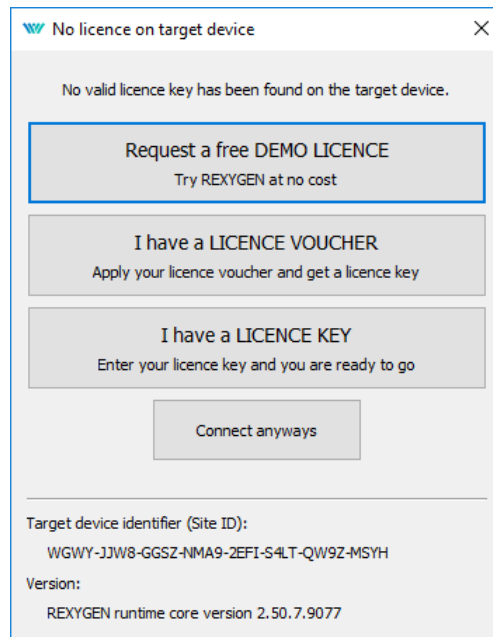 No licence on target device
No valid licence key has been found on the target device.
Request a free DEMO LICENCE
Try REXYGEN at no cost
I have a LICENCE VOUCHER
Apply your licence voucher and get a licence key
I have a LICENCE KEY
Enter your licence key and you are ready to go
Connect anyways
Target device identifier (Site ID):
WGWY-JJW8-GGSZ-NMA9-2EFI-S4LT-QW9Z-MSYH
Version:
REXYGEN runtime core version 2.50.7.9077